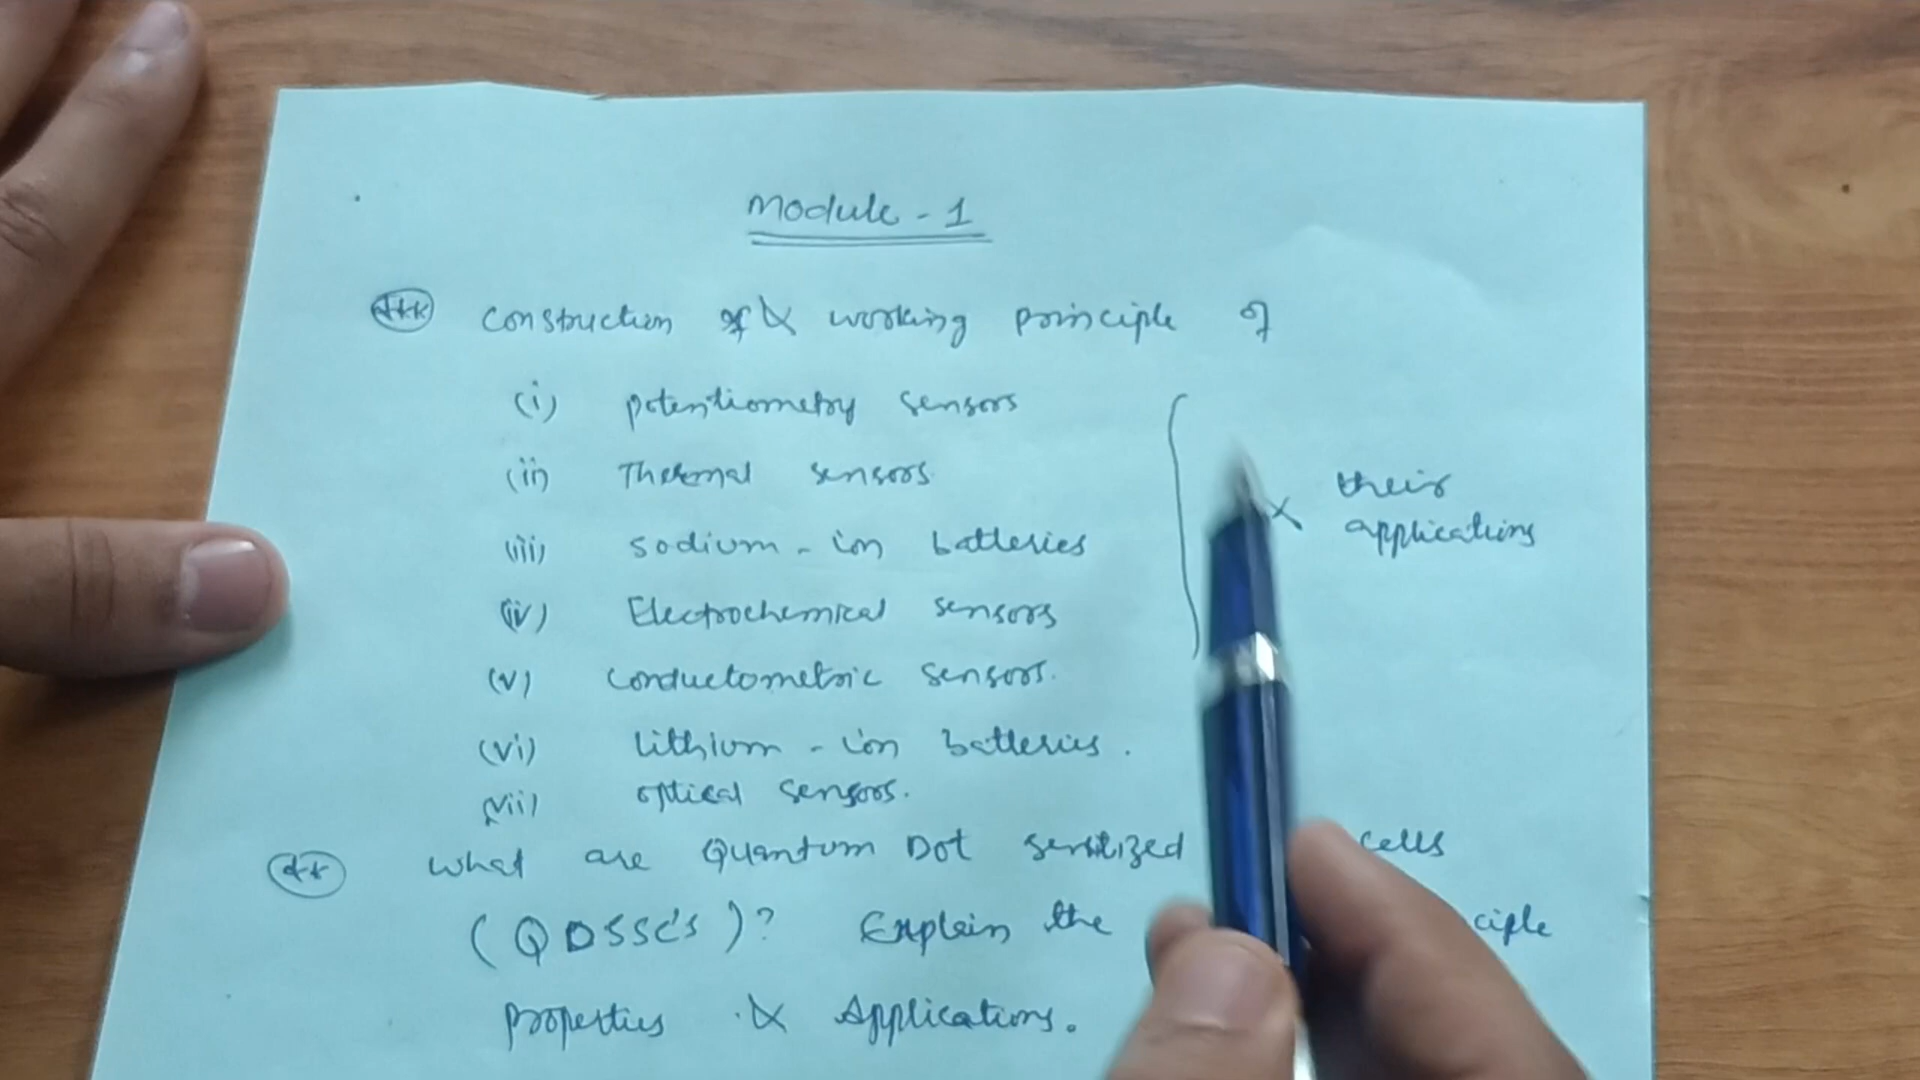 Module - 1
*** construction & working principle of
(i) potentiometry sensors
(ii) Thermal sensors.
(iii) sodium - ion batteries
& their applications
(iv) Electrochemical sensors
(v) conductometric sensors.
(vi) lithium - ion batteries.
(vii) optical sensors.
** what are Quantum Dot sensitized cells
(QDSSC's)? Explain the
properties & Applications.